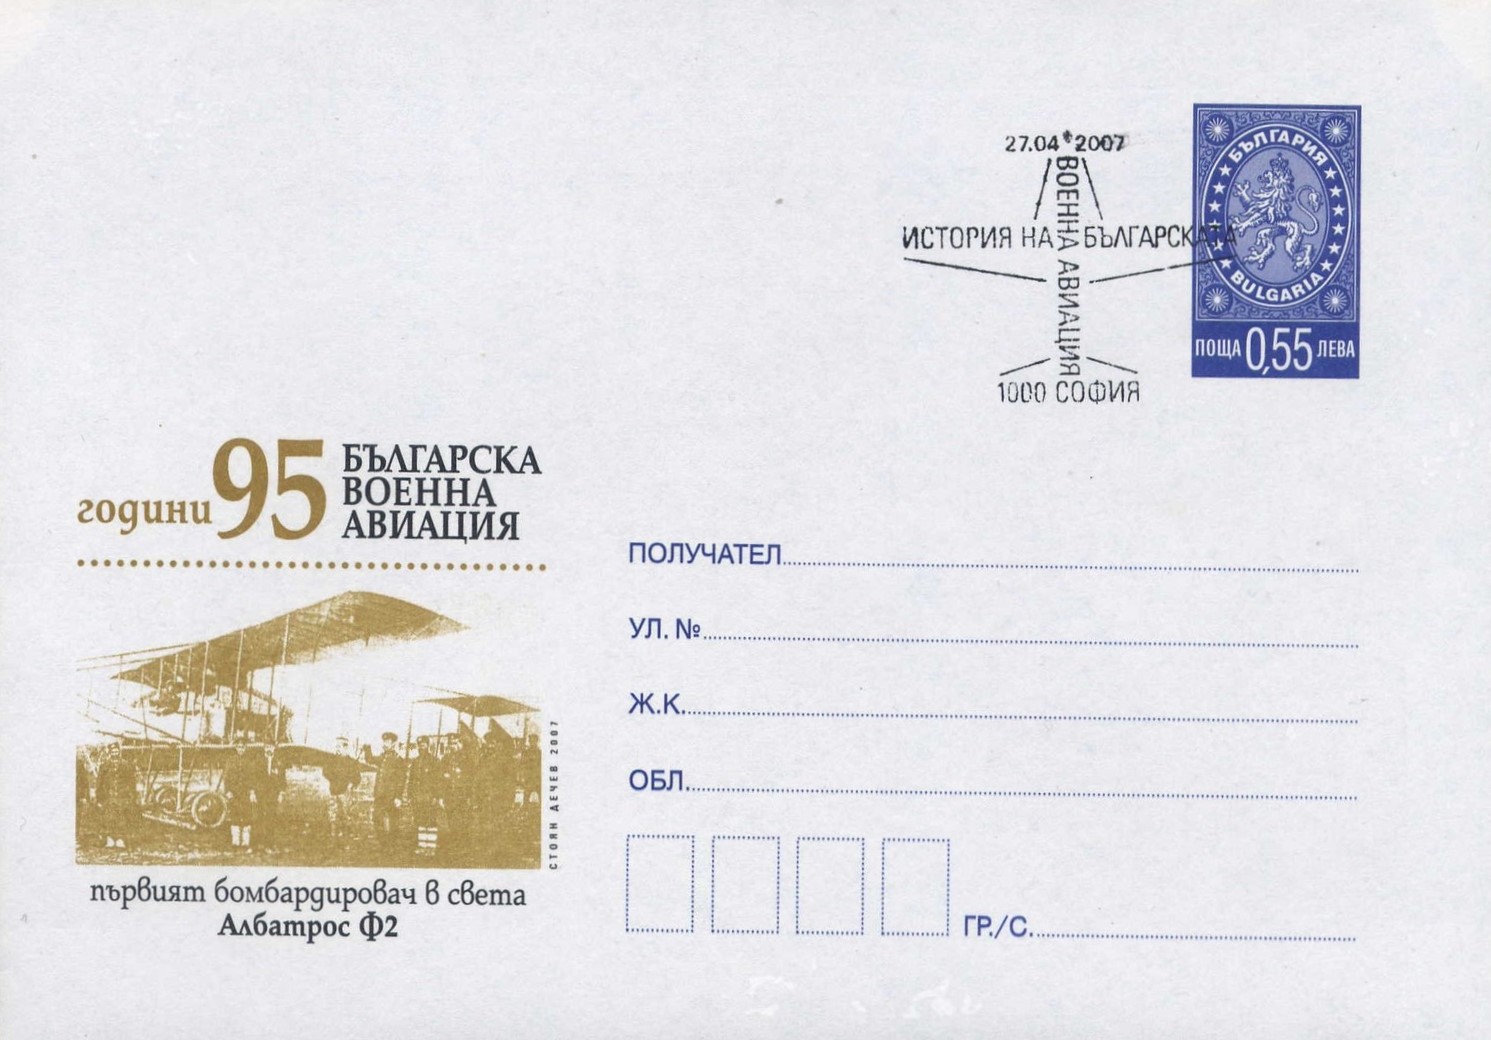 27.04 2007
ИСТОРИЯ НА БЪЛГАРСКАТА
ВОЕННА АВИАЦИЯ
1000 СОФИЯ
БЪЛГАРИЯ
BULGARIA
ПОЩА 0,55 ЛЕВА
години 95 БЪЛГАРСКА
ВОЕННА
АВИАЦИЯ
СТОЯН ДЕЧЕВ 2007
първият бомбардировач в света
Албатрос Ф2
ПОЛУЧАТЕЛ
УЛ. №
Ж.К.
ОБЛ.
ГР./С.